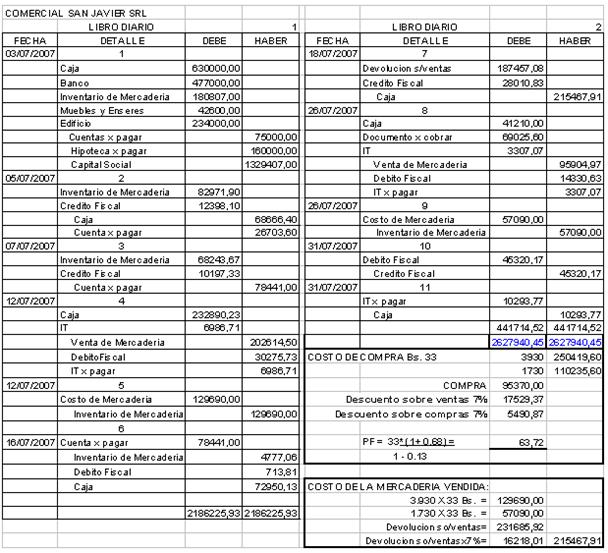 COMERCIAL SAN JAVIER SRL
LIBRO DIARIO 1
FECHA DETALLE DEBE HABER
03/07/2007 1
Caja 630000,00
Banco 477000,00
Inventario de Mercaderia 180807,00
Muebles y Enseres 42600,00
Edificio 234000,00
Cuentas x pagar 75000,00
Hipoteca x pagar 160000,00
Capital Social 1329407,00
05/07/2007 2
Inventario de Mercaderia 82971,90
Credito Fiscal 12398,10
Caja 68666,40
Cuenta x pagar 26703,60
07/07/2007 3
Inventario de Mercaderia 68243,67
Credito Fiscal 10197,33
Cuenta x pagar 78441,00
12/07/2007 4
Caja 232890,23
IT 6986,71
Venta de Mercaderia 202614,50
DebitoFiscal 30275,73
IT x pagar 6986,71
12/07/2007 5
Costo de Mercaderia 129690,00
Inventario de Mercaderia 129690,00
6
16/07/2007 Cuenta x pagar 78441,00
Inventario de Mercaderia 4777,06
Debito Fiscal 713,81
Caja 72950,13
2186225,93 2186225,93
LIBRO DIARIO 2
FECHA DETALLE DEBE HABER
18/07/2007 7
Devolucion s/ventas 187457,08
Credito Fiscal 28010,83
Caja 215467,91
26/07/2007 8
Caja 41210,00
Documento x cobrar 69025,60
IT 3307,07
Venta de Mercaderia 95904,97
Debito Fiscal 14330,63
IT x pagar 3307,07
26/07/2007 9
Costo de Mercaderia 57090,00
Inventario de Mercaderia 57090,00
31/07/2007 10
Debito Fiscal 45320,17
Credito Fiscal 45320,17
31/07/2007 11
IT x pagar 10293,77
Caja 10293,77
441714,52 441714,52
2627940,45 2627940,45
COSTO DE COMPRA Bs. 33 3930 250419,60
1730 110235,60
COMPRA 95370,00
Descuento sobre ventas 7% 17529,37
Descuento sobre compras 7% 5490,87
PF = 33*(1+0.68) = 63,72
1 - 0.13
COSTO DE LA MERCADERIA VENDIDA:
3.930 X 33 Bs. = 129690,00
1.730 X 33 Bs. = 57090,00
Devolucion s/ventas= 231685,92
Devolucion s/ventasx7%= 16218,01 215467,91